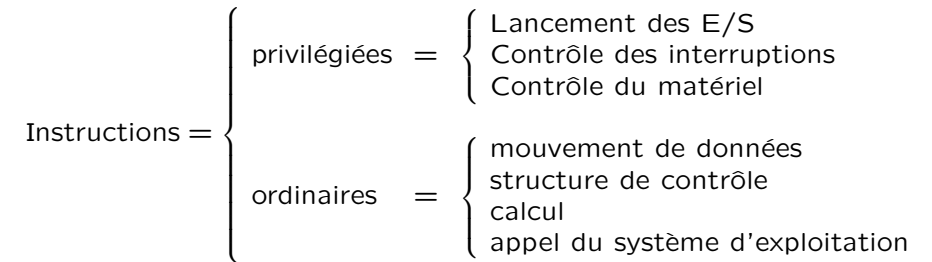 Instructions =
privilégiées =
Lancement des E/S
Contrôle des interruptions
Contrôle du matériel
ordinaires =
mouvement de données
structure de contrôle
calcul
appel du système d'exploitation